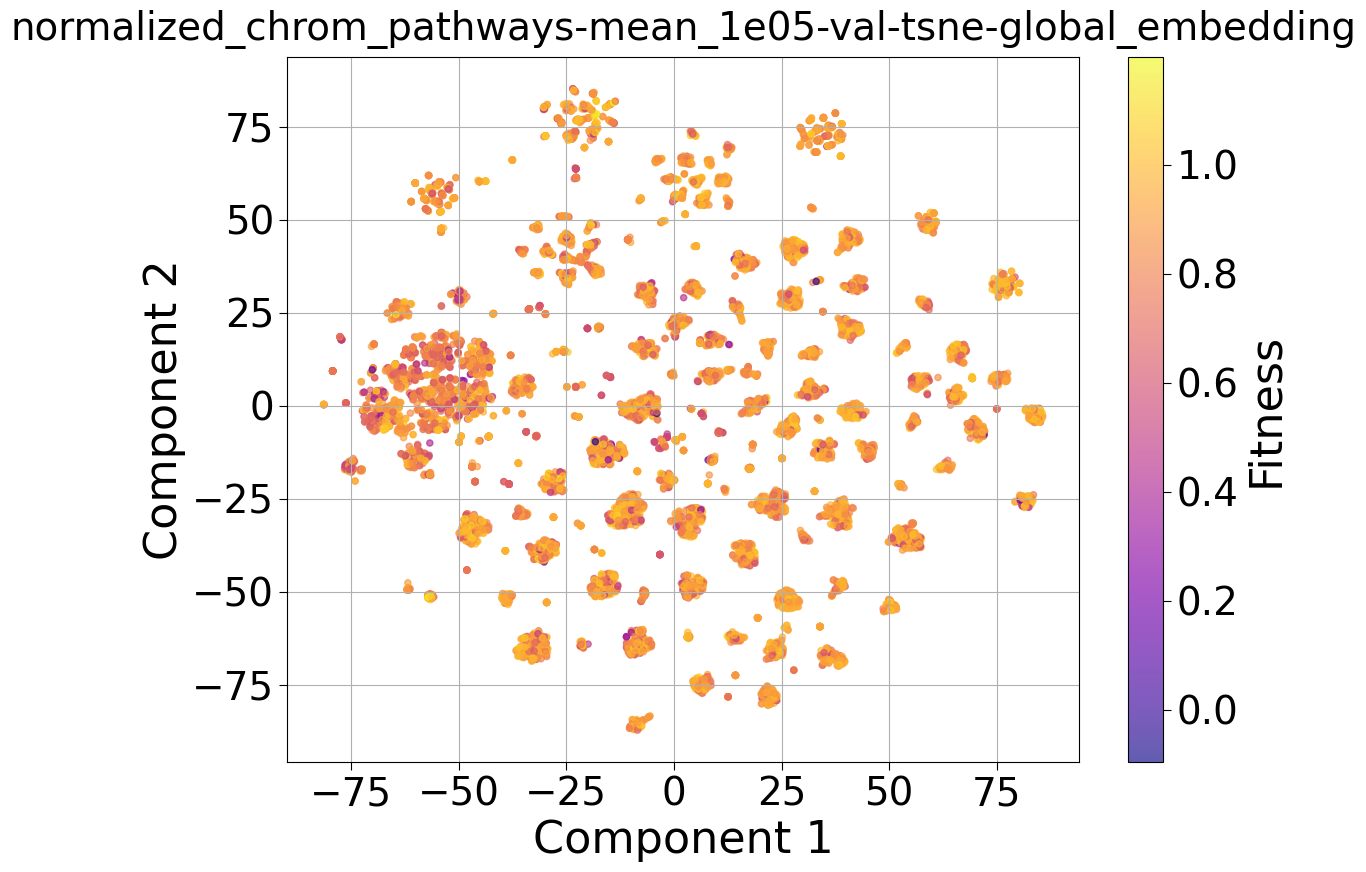 normalized_chrom_pathways-mean_1e05-val-tsne-global_embedding
75
50
25
0
−25
−50
−75
Component 2
−75 −50 −25 0 25 50 75
Component 1
1.0
0.8
0.6
0.4
0.2
0.0
Fitness